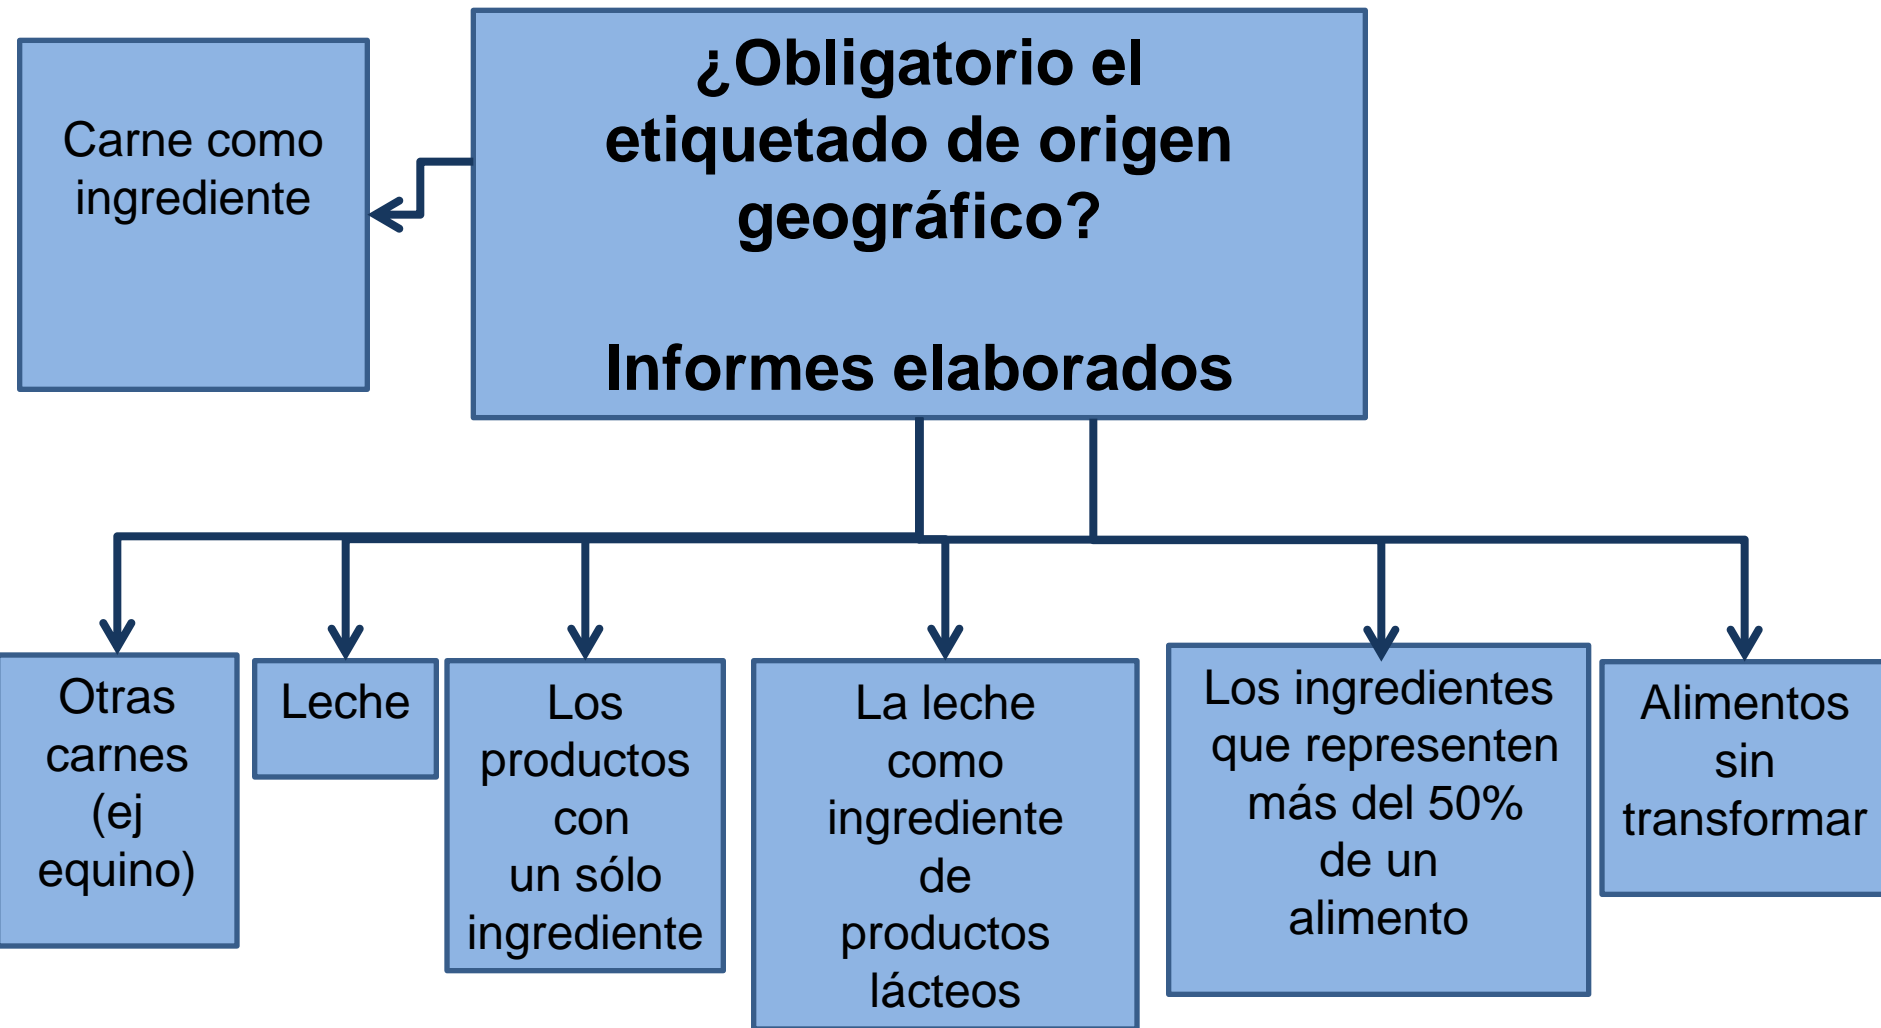 ¿Obligatorio el
etiquetado de origen
geográfico?
Informes elaborados
Carne como
ingrediente
Otras
carnes
(ej
equino)
Leche
Los
productos
con
un sólo
ingrediente
La leche
como
ingrediente
de
productos
lácteos
Los ingredientes
que representen
más del 50%
de un
alimento
Alimentos
sin
transformar